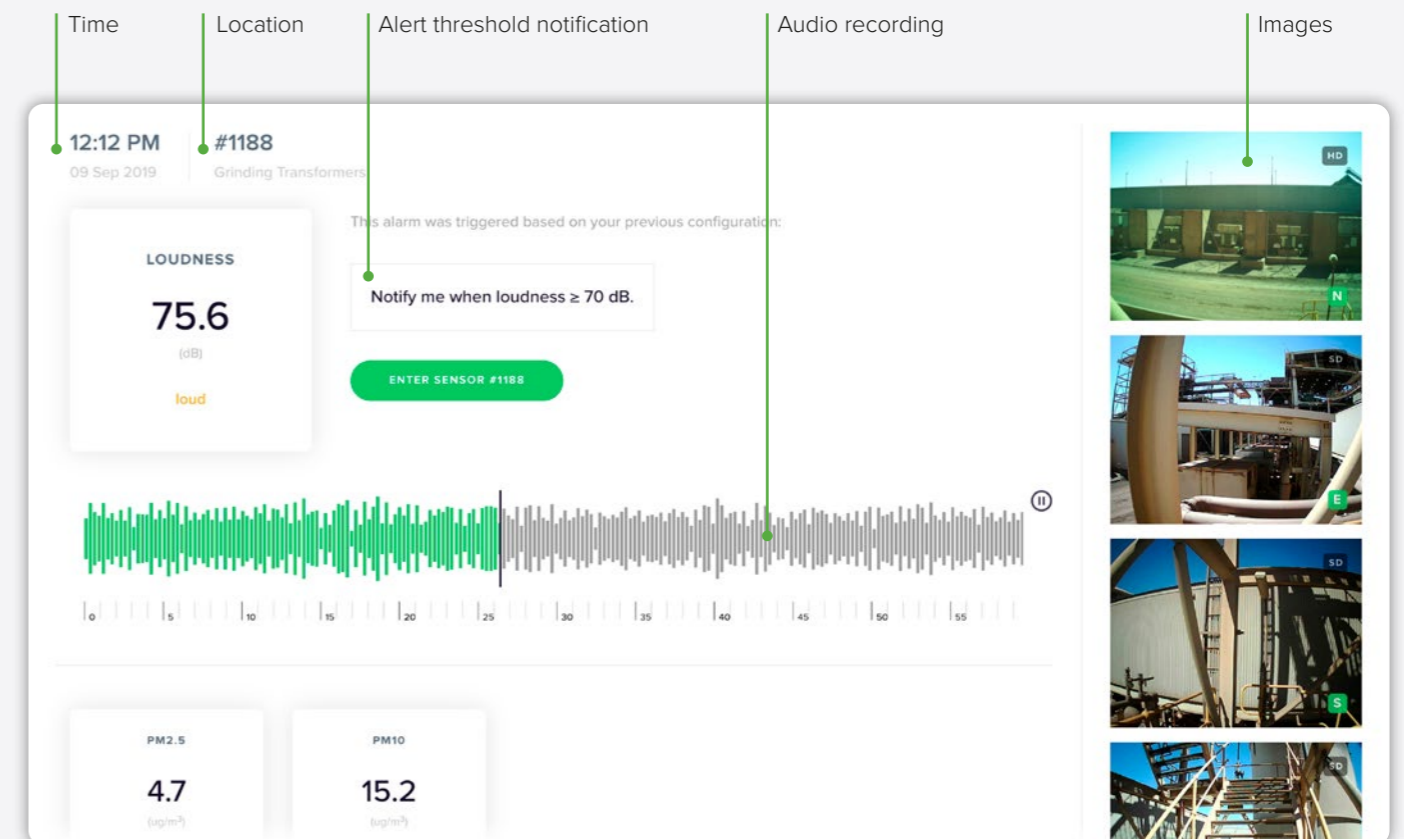 Time
Location
Alert threshold notification
Audio recording
Images
12:12 PM
#1188
09 Sep 2019
Grinding Transformers
This alarm was triggered based on your previous configuration:
LOUDNESS
75.6
(dB)
loud
Notify me when loudness ≥ 70 dB.
ENTER SENSOR #1188
0 5 10 15 20 25 30 35 40 45 50 55
PM2.5
4.7
(ug/m³)
PM10
15.2
(ug/m³)
HD
N
SD
E
SD
S
SD